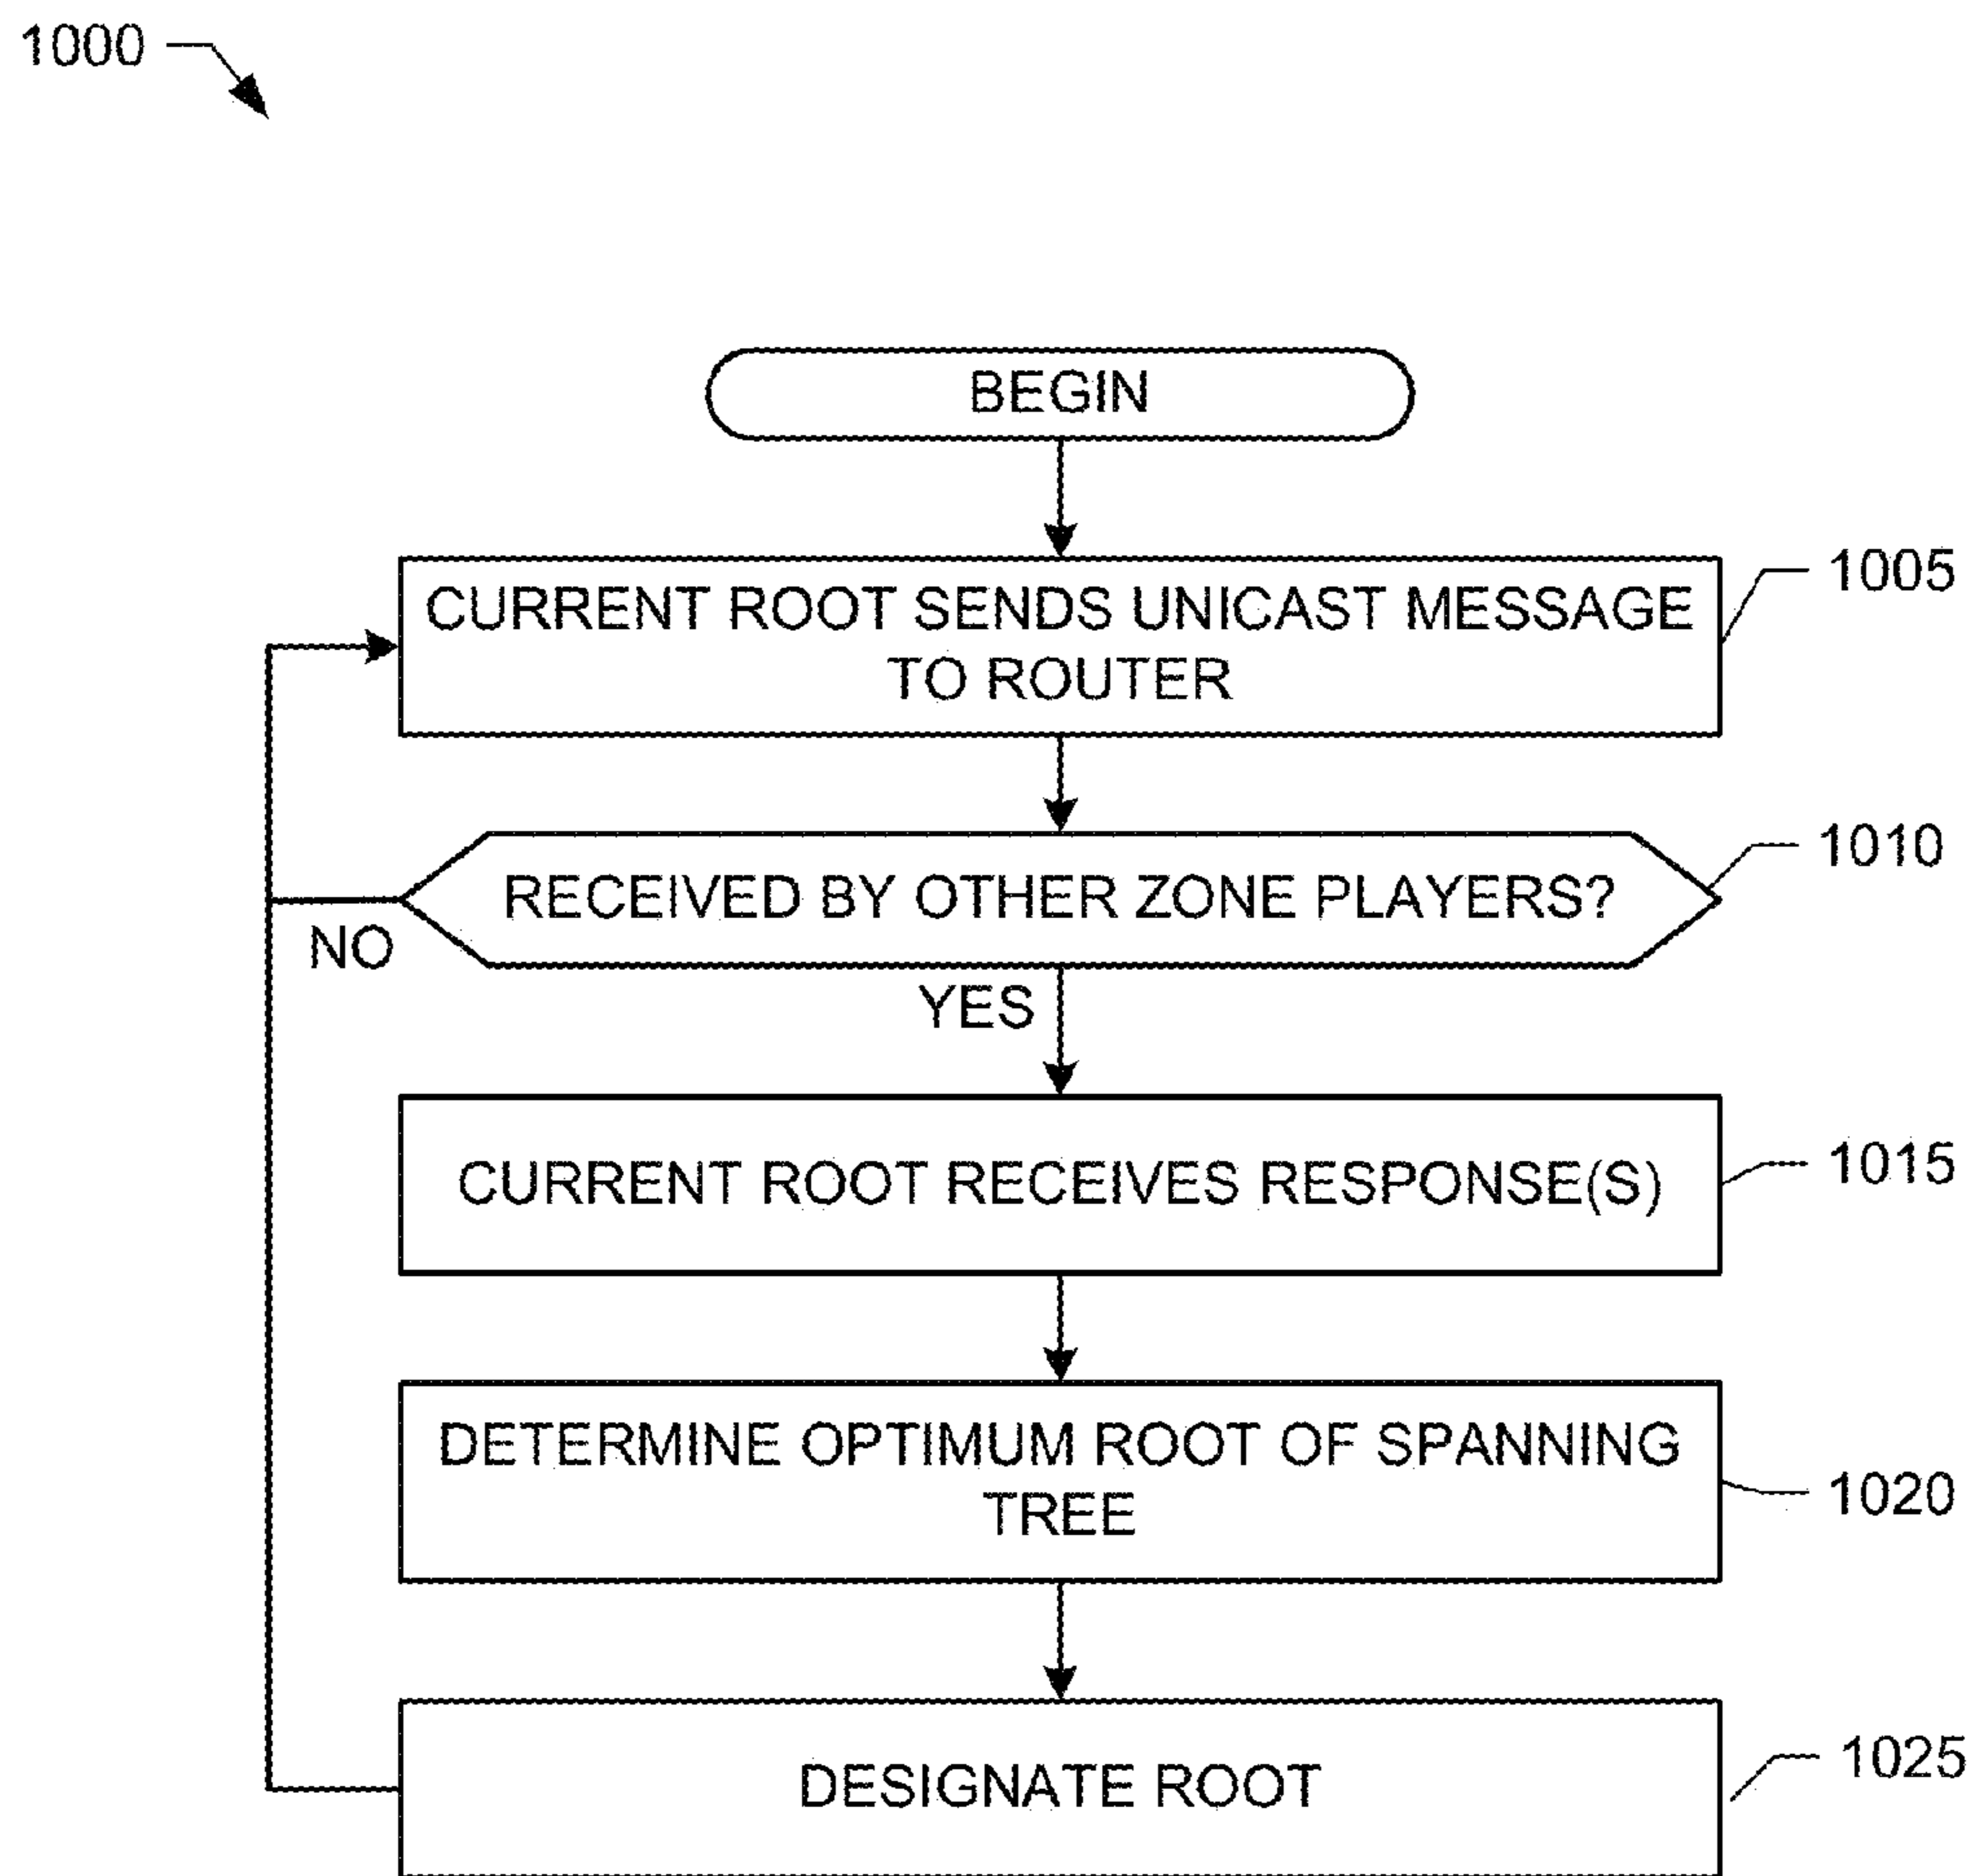 1000
BEGIN
CURRENT ROOT SENDS UNICAST MESSAGE
TO ROUTER
1005
RECEIVED BY OTHER ZONE PLAYERS?
1010
NO
YES
CURRENT ROOT RECEIVES RESPONSE(S)
1015
DETERMINE OPTIMUM ROOT OF SPANNING
TREE
1020
DESIGNATE ROOT
1025